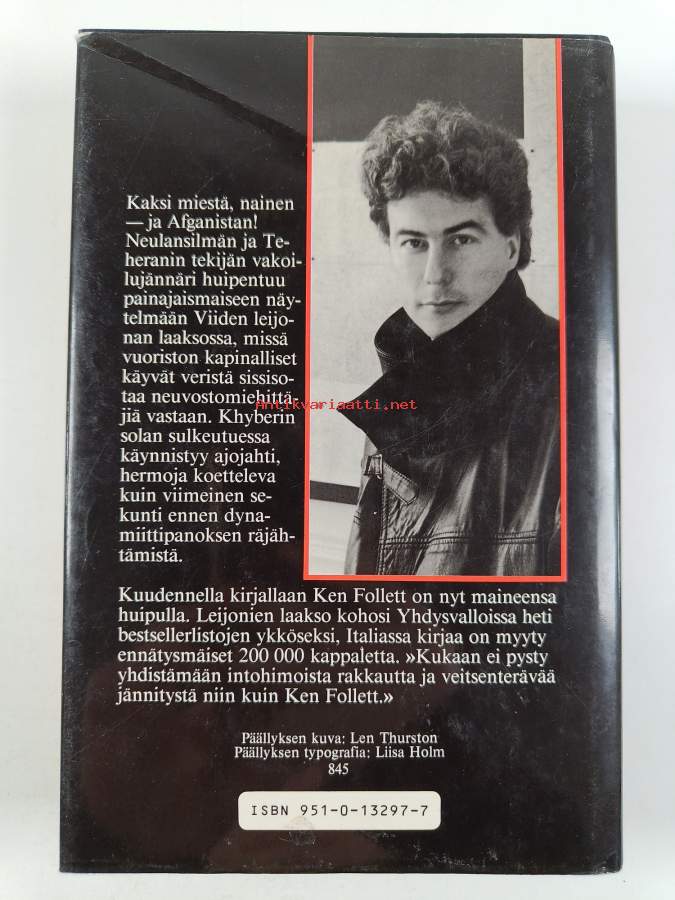 Kaksi miestä, nainen
— ja Afganistan!
Neulansilmän ja Te-
heranin tekijän vakoi-
lujännäri huipentuu
painajaismaiseen näy-
telmään Viiden leijo-
nan laaksossa, missä
vuoriston kapinalliset
käyvät veristä sissiso-
taa neuvostomiehittä-
jiä vastaan. Khyberin
solan sulkeutuessa
käynnistyy ajojahti,
hermoja koetteleva
kuin viimeinen se-
kunti ennen dyna-
miittipanoksen räjäh-
tämistä.
Antikvariaatti.net
Kuudennella kirjallaan Ken Follett on nyt maineensa
huipulla. Leijonien laakso kohosi Yhdysvalloissa heti
bestsellerlistojen ykköseksi, Italiassa kirjaa on myyty
ennätysmäiset 200 000 kappaletta. »Kukaan ei pysty
yhdistämään intohimoista rakkautta ja veitsenterävää
jännitystä niin kuin Ken Follett.»
Päällyksen kuva: Len Thurston
Päällyksen typografia: Liisa Holm
845
ISBN 951-0-13297-7